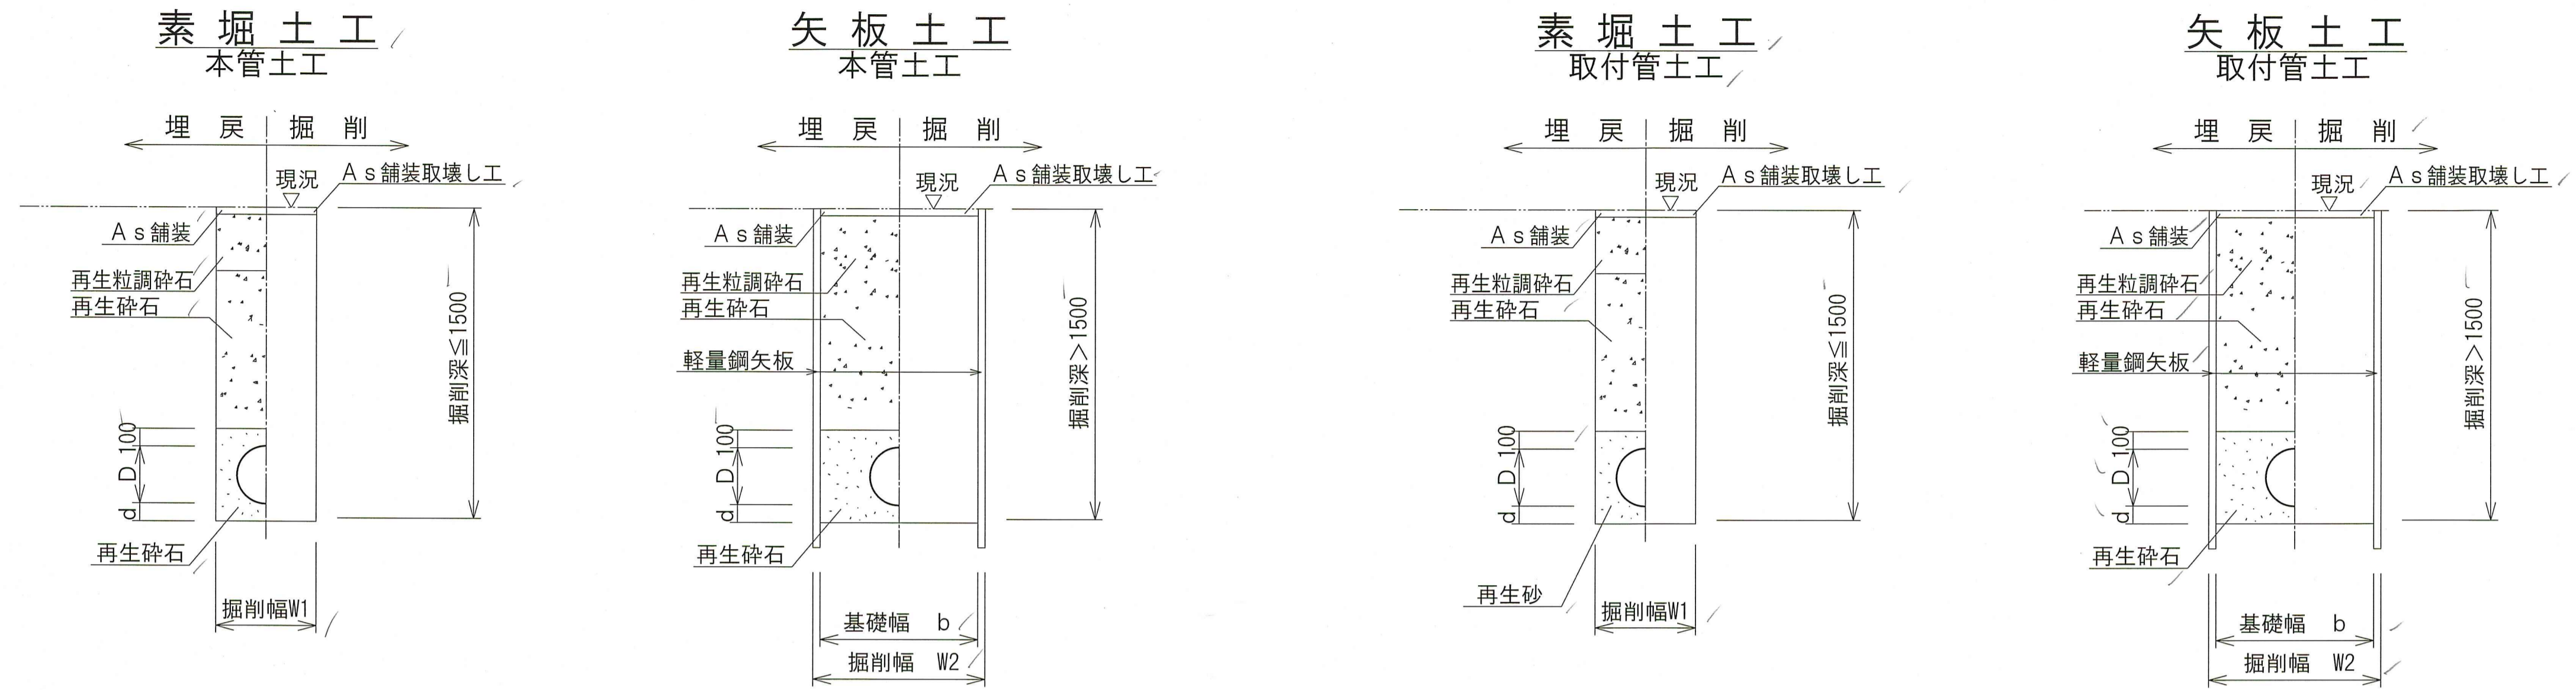 素堀土工
本管土工
埋戻 掘削
現況
As舗装取壊し工
As舗装
再生粒調砕石
再生砕石
掘削深≦1500
100
D
d
再生砕石
掘削幅W1
矢板土工
本管土工
埋戻 掘削
現況
As舗装取壊し工
As舗装
再生粒調砕石
再生砕石
軽量鋼矢板
掘削深>1500
100
D
d
再生砕石
基礎幅 b
掘削幅 W2
素堀土工
取付管土工
埋戻 掘削
現況
As舗装取壊し工
As舗装
再生粒調砕石
再生砕石
掘削深≦1500
100
D
d
再生砂
掘削幅W1
矢板土工
取付管土工
埋戻 掘削
現況
As舗装取壊し工
As舗装
再生粒調砕石
再生砕石
軽量鋼矢板
掘削深>1500
100
D
d
再生砕石
基礎幅 b
掘削幅 W2